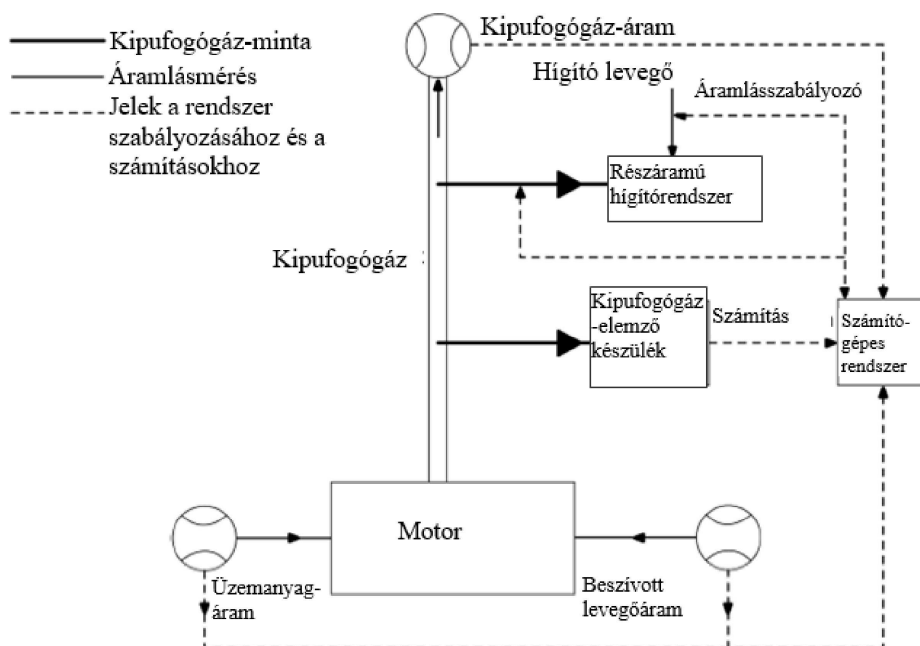 Kipufogógáz-minta
Áramlásmérés
Jelek a rendszer
szabályozásához és a
számításokhoz
Kipufogógáz-áram
Hígító levegő
Áramlásszabályozó
Részáramú
hígítórendszer
Kipufogógáz
Kipufogógáz
-elemző
készülék
Számítás
Számító-
gépes
rendszer
Motor
Üzemanyag-
áram
Beszívott
levegőáram